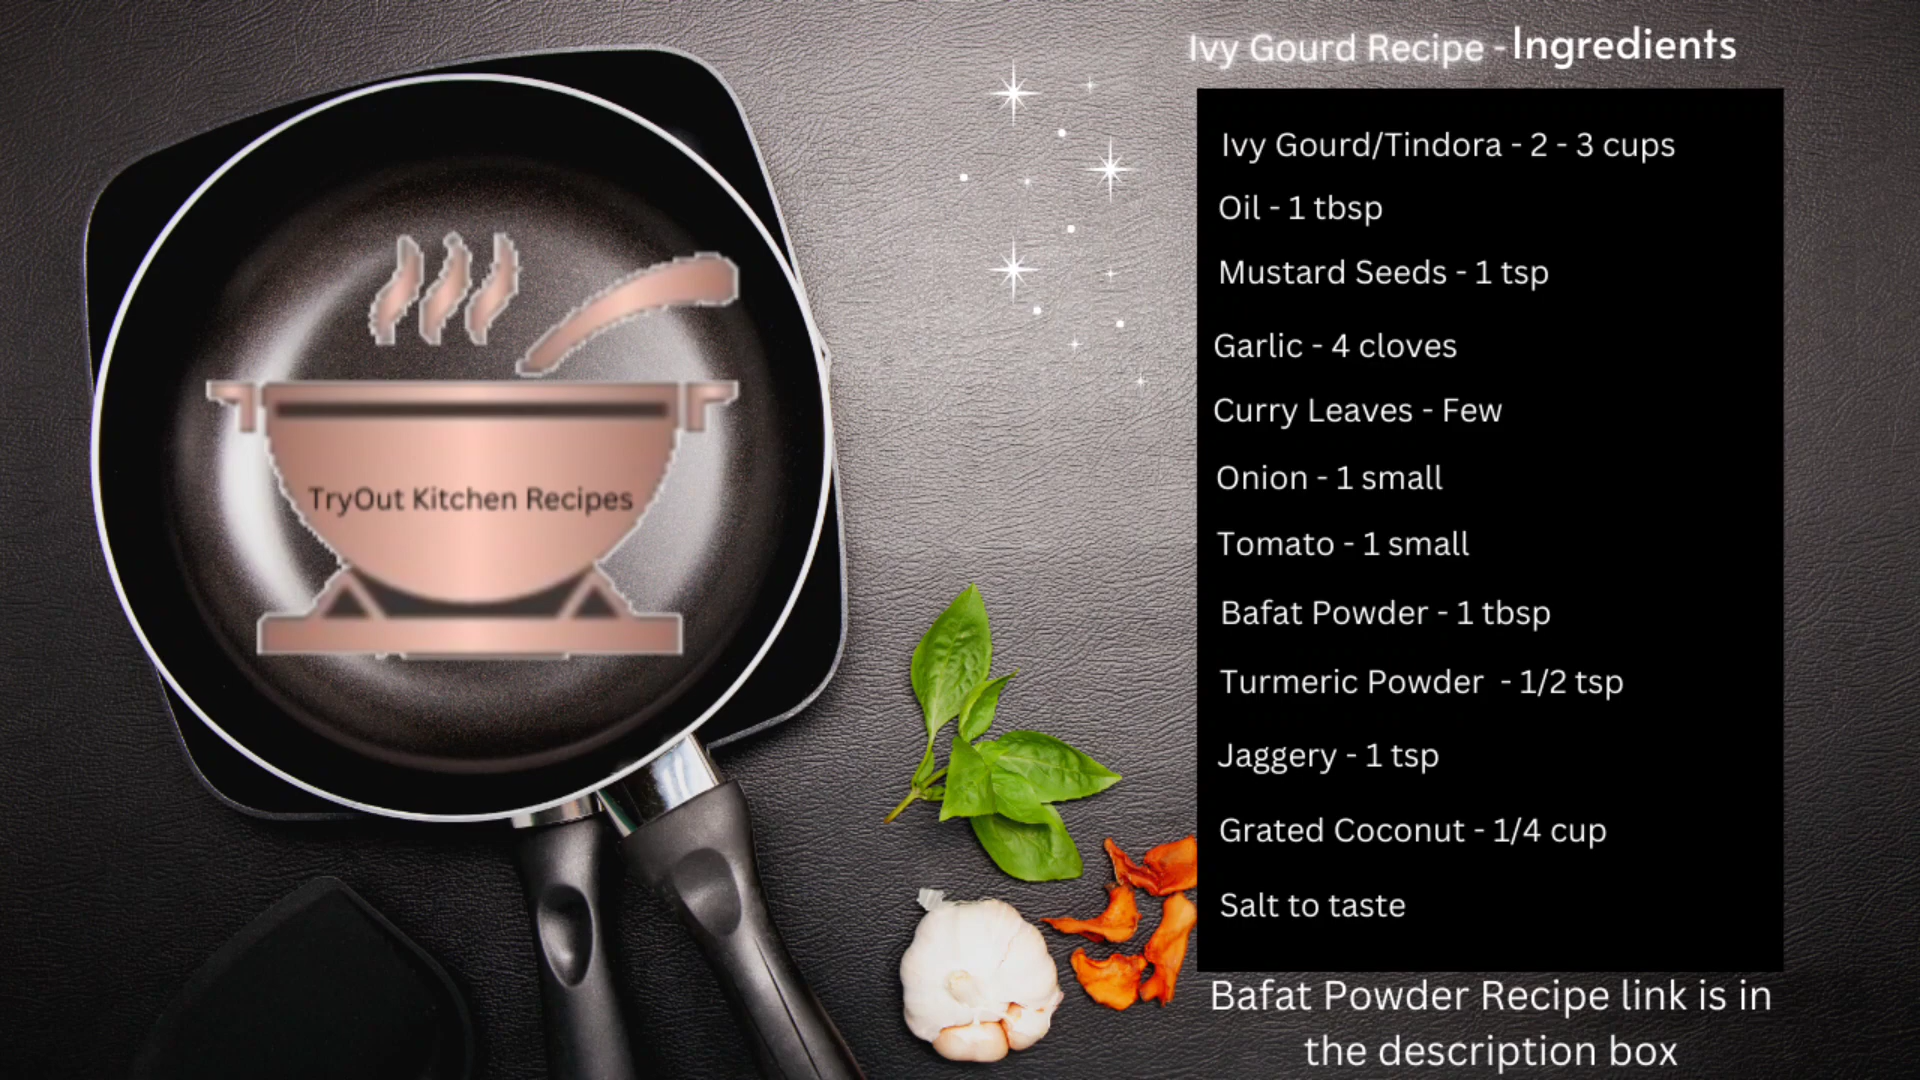 Ivy Gourd Recipe - Ingredients
Ivy Gourd/Tindora - 2 - 3 cups
Oil - 1 tbsp
Mustard Seeds - 1 tsp
Garlic - 4 cloves
Curry Leaves - Few
Onion - 1 small
Tomato - 1 small
Bafat Powder - 1 tbsp
Turmeric Powder - 1/2 tsp
Jaggery - 1 tsp
Grated Coconut - 1/4 cup
Salt to taste
Bafat Powder Recipe link is in
the description box
TryOut Kitchen Recipes